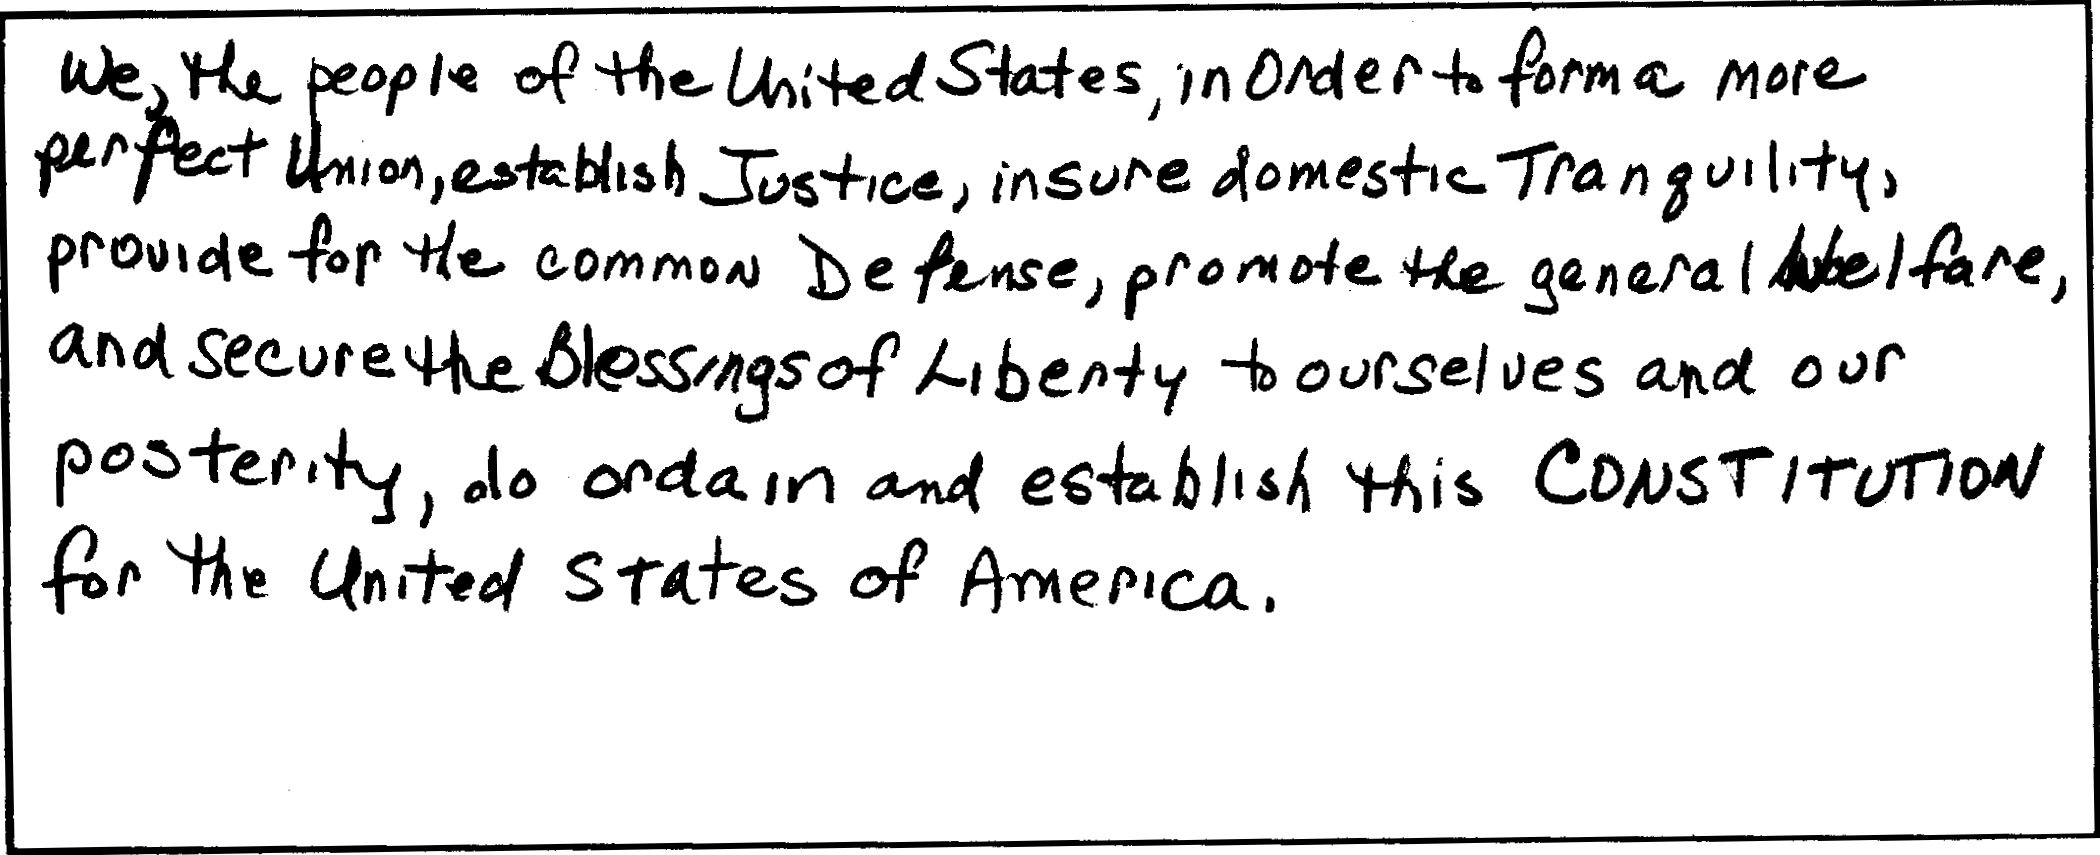 We, the people of the United States, in Order to form a more
perfect Union, establish Justice, insure domestic Tranquility,
provide for the common Defense, promote the general Welfare,
and secure the Blessings of Liberty to ourselves and our
posterity, do ordain and establish this CONSTITUTION
for the United States of America.